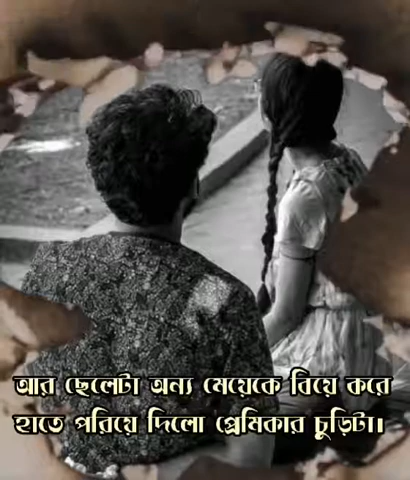 আর ছেলেটা অন্য মেয়েকে বিয়ে করে
হাতে পরিয়ে দিলো প্রেমিকার চুড়িটা।